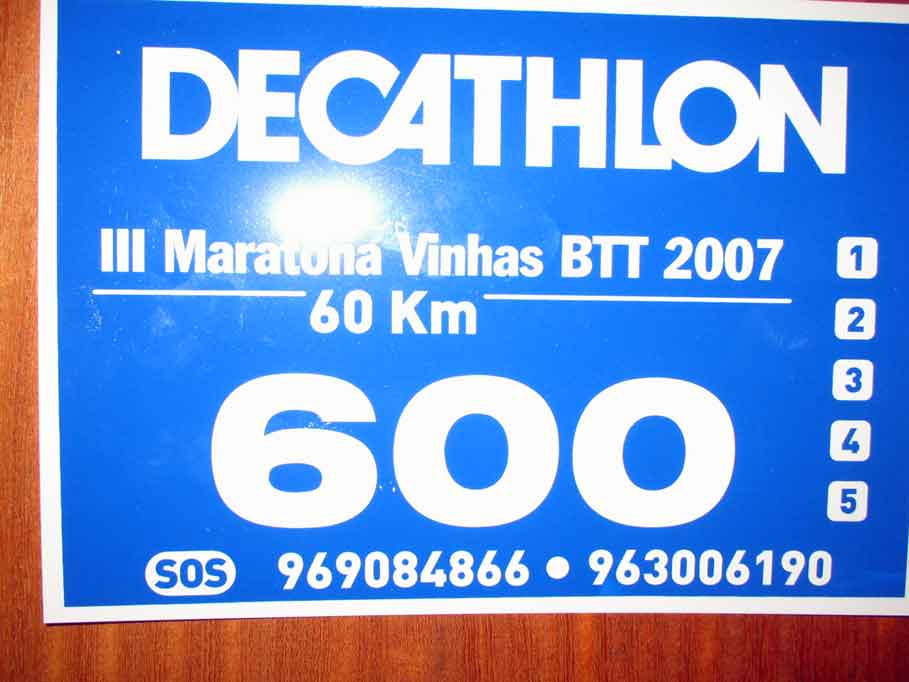 DECATHLON
III Maratona Vinhas BTT 2007
60 Km
600
1
2
3
4
5
SOS 969084866 • 963006190